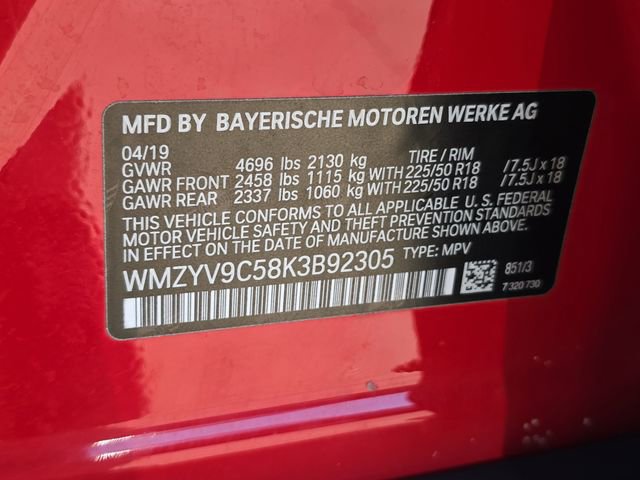 MFD BY BAYERISCHE MOTOREN WERKE AG
04/19 TIRE / RIM
GVWR 4696 lbs 2130 kg
GAWR FRONT 2458 lbs 1115 kg WITH 225/50 R18 /7.5J x 18
GAWR REAR 2337 lbs 1060 kg WITH 225/50 R18 /7.5J x 18
THIS VEHICLE CONFORMS TO ALL APPLICABLE U.S. FEDERAL
MOTOR VEHICLE SAFETY AND THEFT PREVENTION STANDARDS
IN EFFECT ON THE DATE OF MANUFACTURE SHOWN ABOVE.
WMZYV9C58K3B92305 TYPE: MPV
851/3
7 320 730